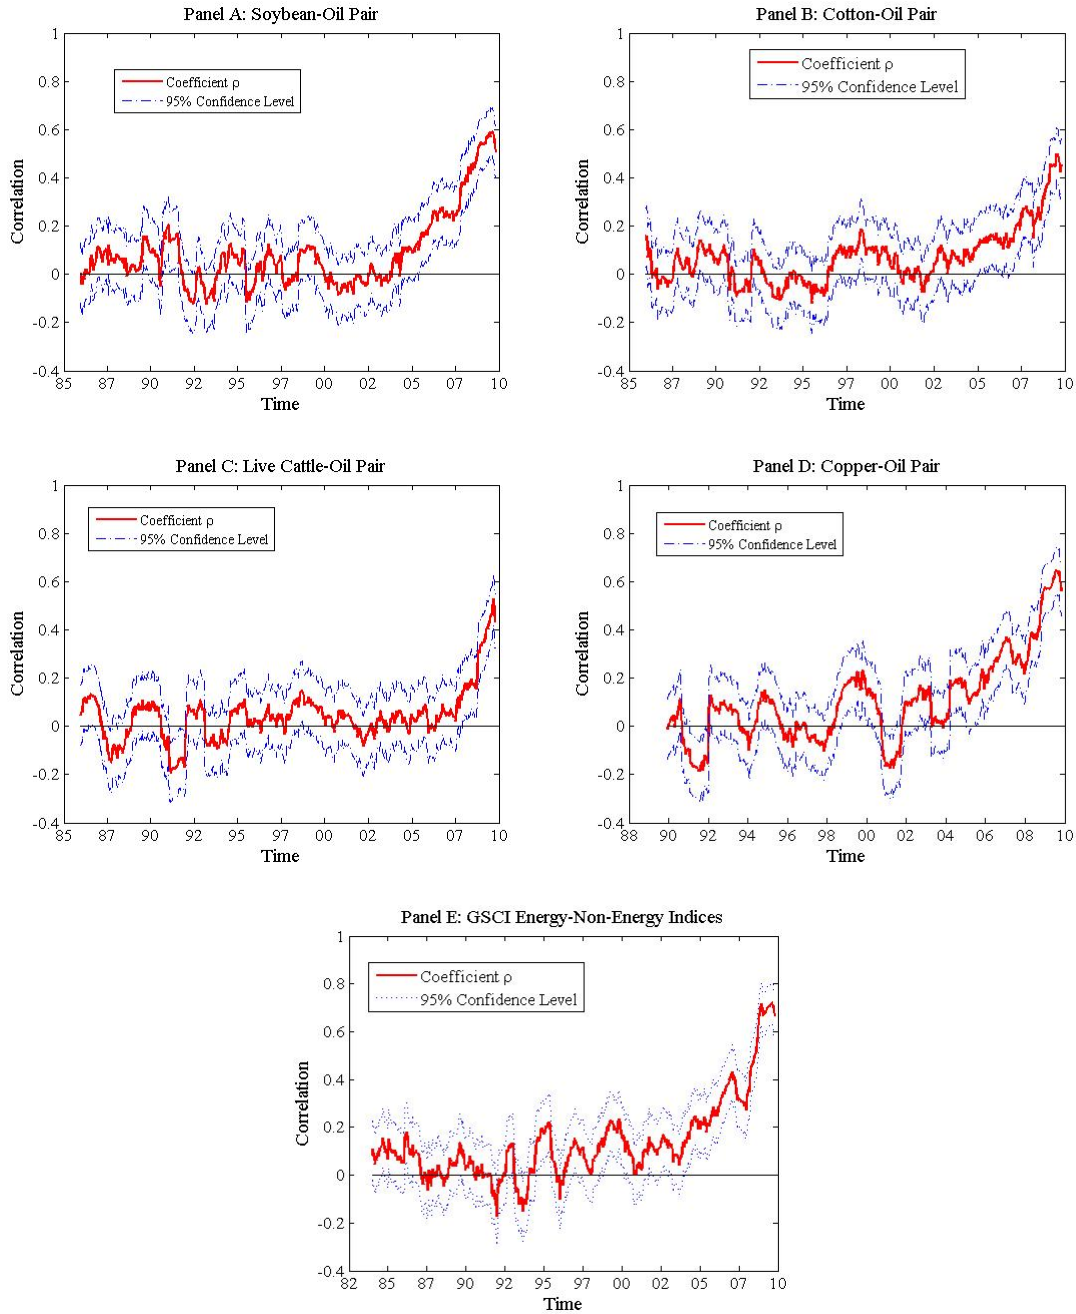 Panel A: Soybean-Oil Pair
1
0.8
0.6
0.4
0.2
0
-0.2
-0.4
Correlation
Coefficient ρ
95% Confidence Level
85 87 90 92 95 97 00 02 05 07 10
Time
Panel B: Cotton-Oil Pair
1
0.8
0.6
0.4
0.2
0
-0.2
-0.4
Correlation
Coefficient ρ
95% Confidence Level
85 87 90 92 95 97 00 02 05 07 10
Time
Panel C: Live Cattle-Oil Pair
1
0.8
0.6
0.4
0.2
0
-0.2
-0.4
Correlation
Coefficient ρ
95% Confidence Level
85 87 90 92 95 97 00 02 05 07 10
Time
Panel D: Copper-Oil Pair
1
0.8
0.6
0.4
0.2
0
-0.2
-0.4
Correlation
Coefficient ρ
95% Confidence Level
88 90 92 94 96 98 00 02 04 06 08 10
Time
Panel E: GSCI Energy-Non-Energy Indices
1
0.8
0.6
0.4
0.2
0
-0.2
-0.4
Correlation
Coefficient ρ
95% Confidence Level
82 85 87 90 92 95 97 00 02 05 07 10
Time